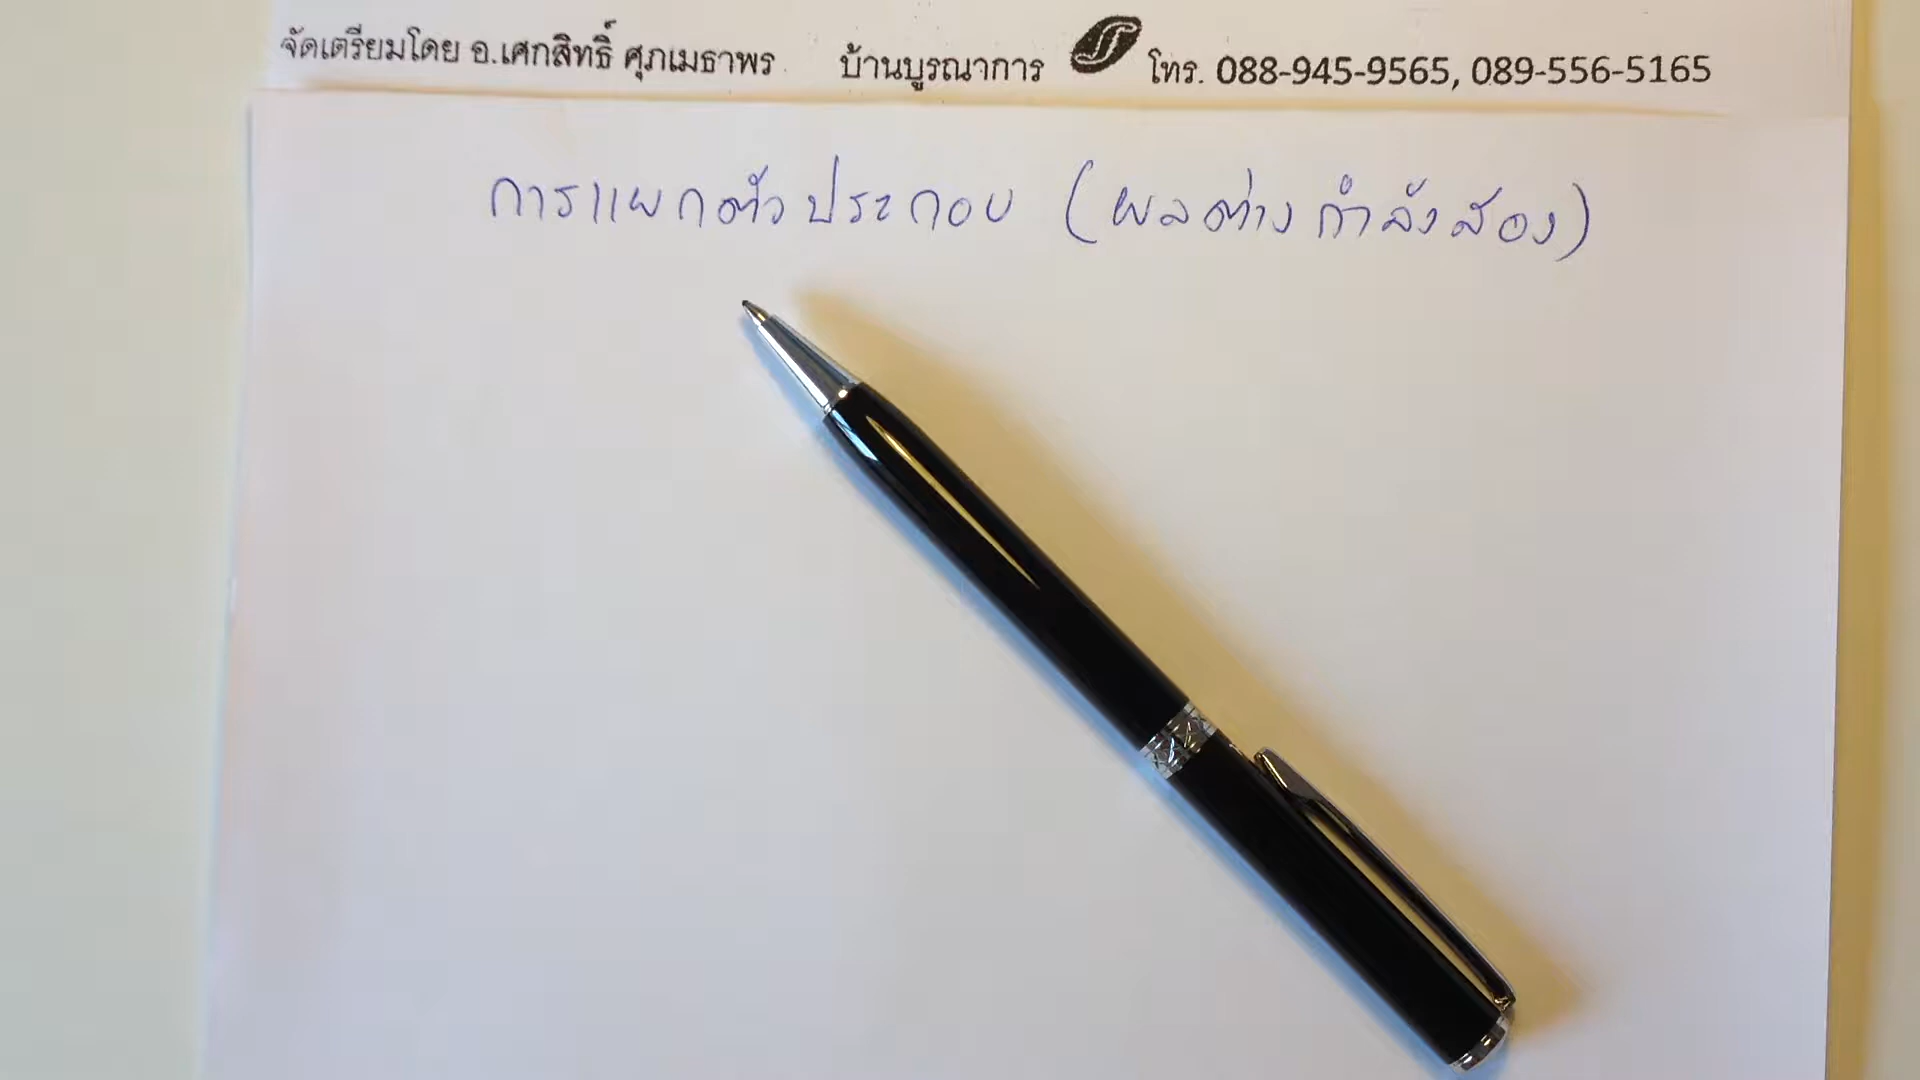 จัดเตรียมโดย อ.เศกสิทธิ์ ศุภเมธาพร บ้านบูรณาการ โทร. 088-945-9565, 089-556-5165
การแยกตัวประกอบ (ผลต่างกำลังสอง)